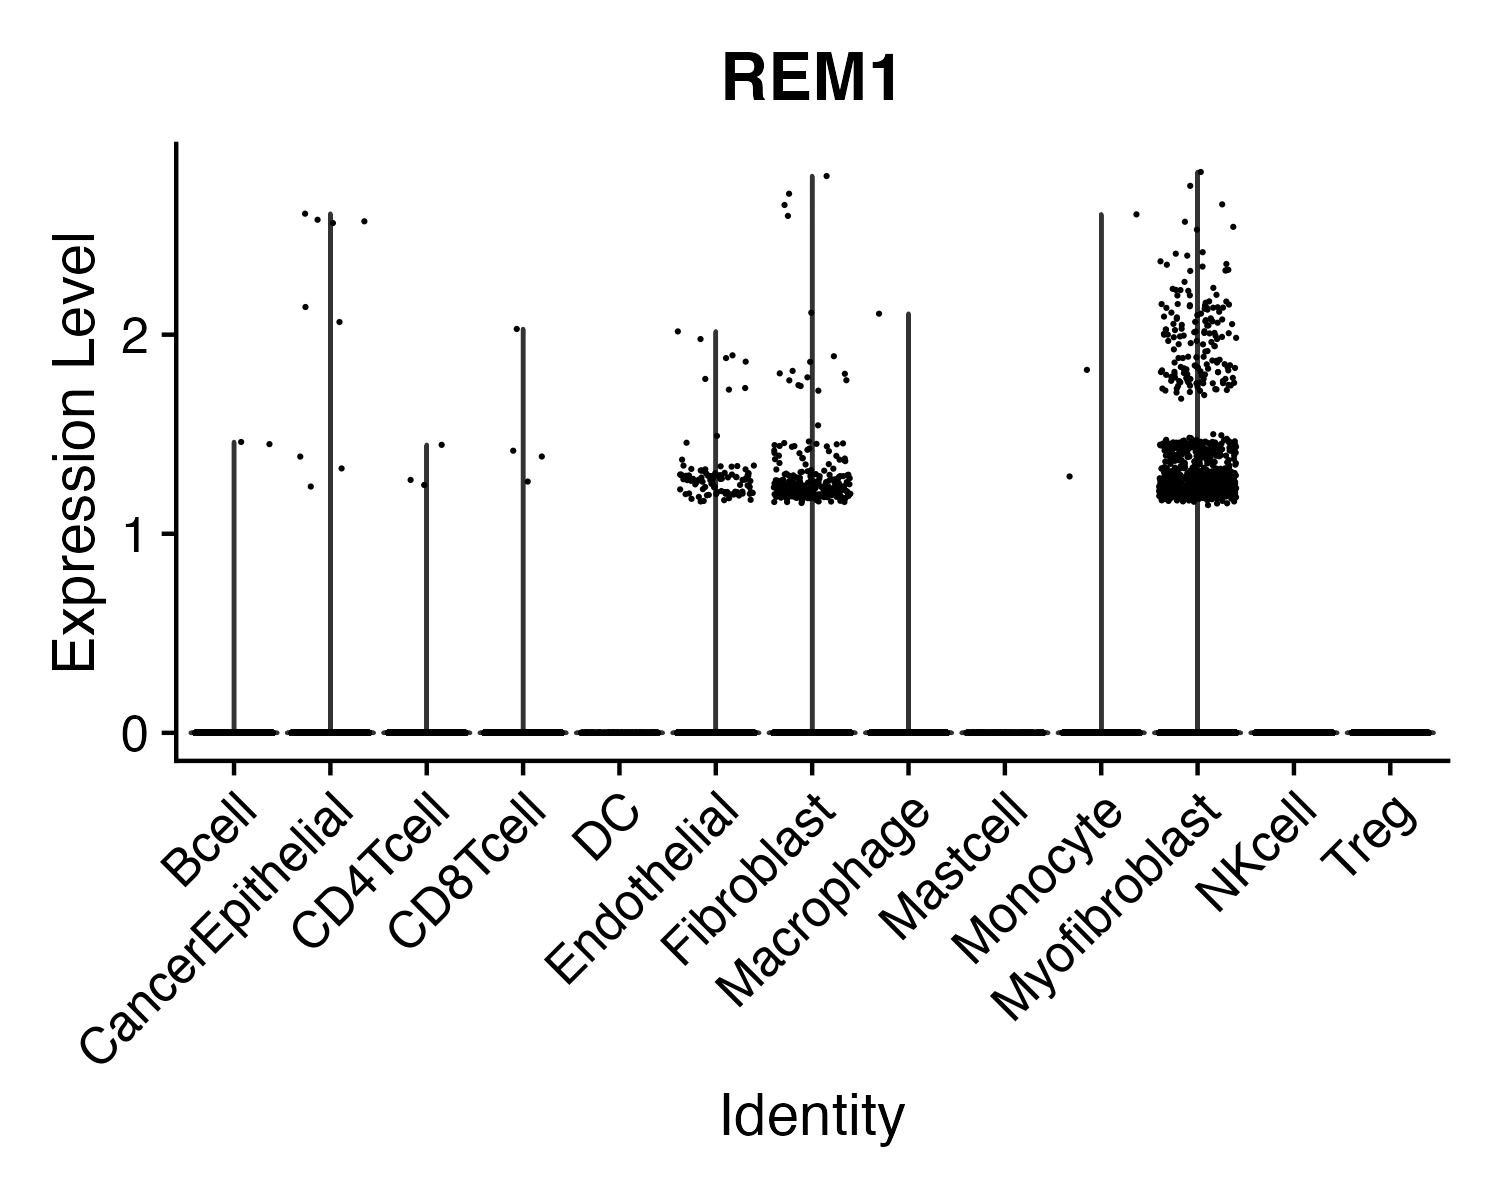 REM1
Expression Level
2
1
0
Bcell
CancerEpithelial
CD4Tcell
CD8Tcell
DC
Endothelial
Fibroblast
Macrophage
Mastcell
Monocyte
Myofibroblast
NKcell
Treg
Identity